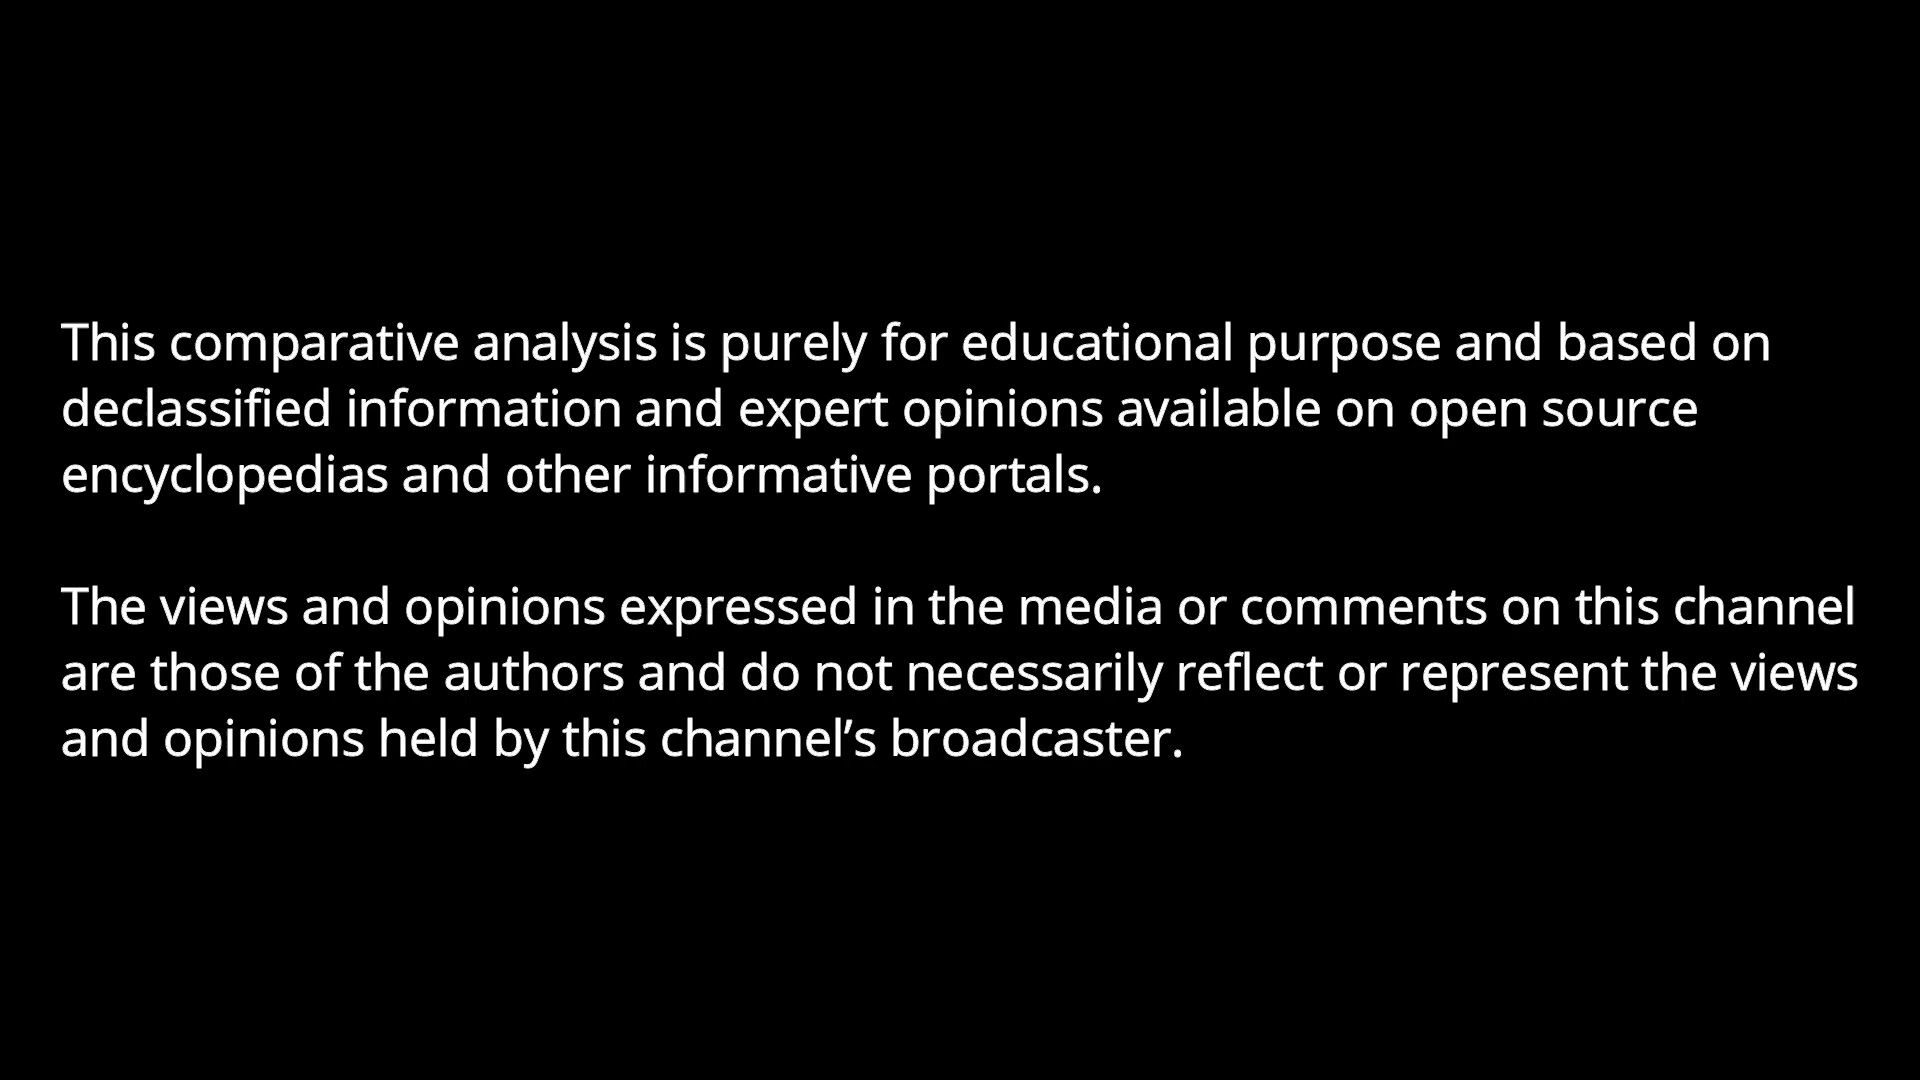 This comparative analysis is purely for educational purpose and based on
declassified information and expert opinions available on open source
encyclopedias and other informative portals.
The views and opinions expressed in the media or comments on this channel
are those of the authors and do not necessarily reflect or represent the views
and opinions held by this channel’s broadcaster.